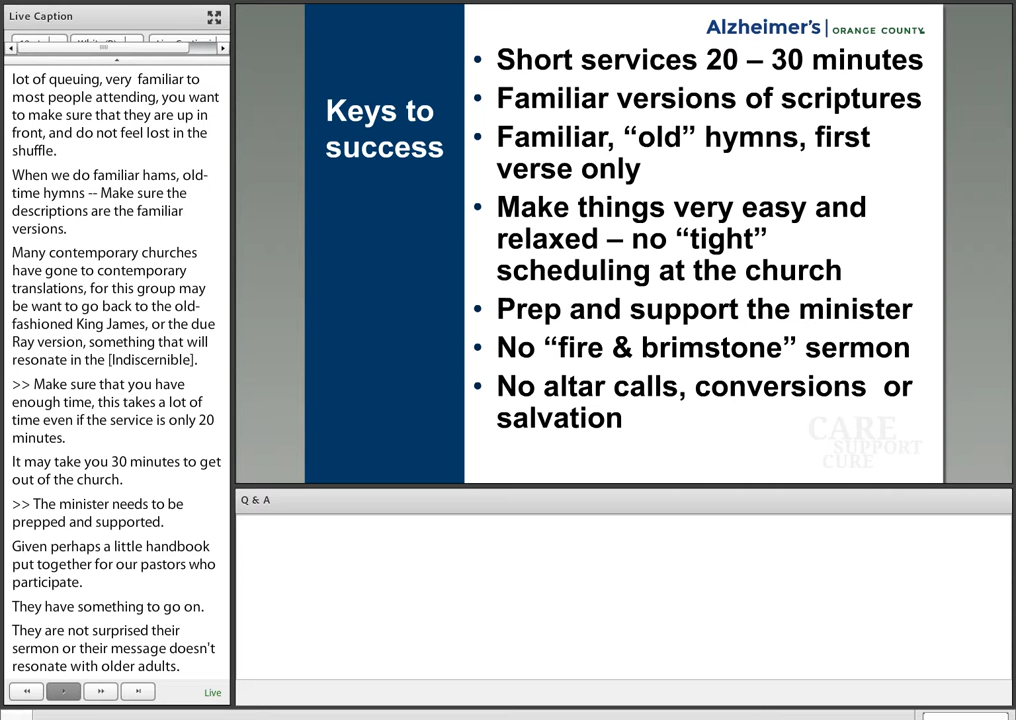 Live Caption
lot of queuing, very  familiar to
most people attending, you want
to make sure that they are up in
front, and do not feel lost in the
shuffle.
When we do familiar hams, old-
time hymns -- Make sure the
descriptions are the familiar
versions.
Many contemporary churches
have gone to contemporary
translations, for this group may
be want to go back to the old-
fashioned King James, or the due
Ray version, something that will
resonate in the [Indiscernible].
>> Make sure that you have
enough time, this takes a lot of
time even if the service is only 20
minutes.
It may take you 30 minutes to get
out of the church.
>> The minister needs to be
prepped and supported.
Given perhaps a little handbook
put together for our pastors who
participate.
They have something to go on.
They are not surprised their
sermon or their message doesn't
resonate with older adults.
Live
Alzheimer's | ORANGE COUNTY
Keys to
success
• Short services 20 – 30 minutes
• Familiar versions of scriptures
• Familiar, “old” hymns, first
verse only
• Make things very easy and
relaxed – no “tight”
scheduling at the church
• Prep and support the minister
• No “fire & brimstone” sermon
• No altar calls, conversions  or
salvation
CARE
SUPPORT
CURE
Q & A